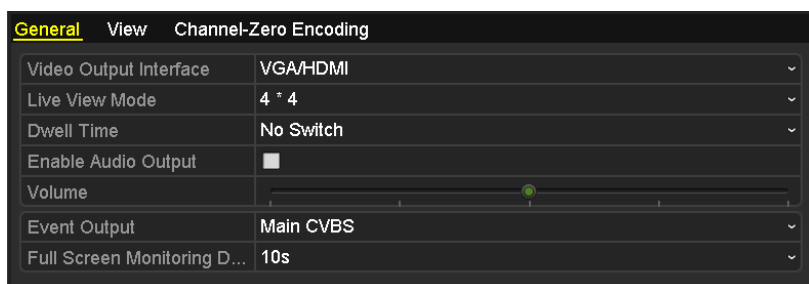 General View Channel-Zero Encoding
Video Output Interface VGA/HDMI
Live View Mode 4 * 4
Dwell Time No Switch
Enable Audio Output
Volume
Event Output Main CVBS
Full Screen Monitoring D... 10s